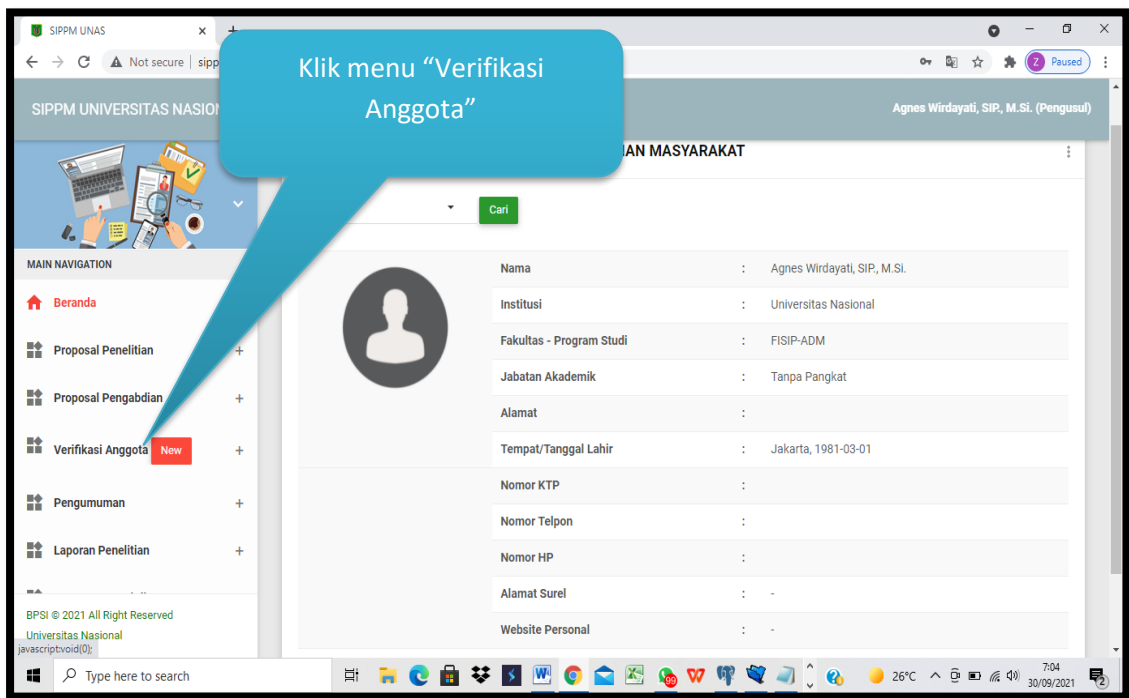 SIPPM UNAS
Not secure | sipp
Paused
Klik menu “Verifikasi
Anggota”
SIPPM UNIVERSITAS NASIO
Agnes Wirdayati, SIP., M.Si. (Pengusul)
IAN MASYARAKAT
Cari
MAIN NAVIGATION
Beranda
Proposal Penelitian +
Proposal Pengabdian +
Verifikasi Anggota New +
Pengumuman +
Laporan Penelitian +
BPSI © 2021 All Right Reserved
Universitas Nasional
javascript:void(0);
Nama : Agnes Wirdayati, SIP., M.Si.
Institusi : Universitas Nasional
Fakultas - Program Studi : FISIP-ADM
Jabatan Akademik : Tanpa Pangkat
Alamat :
Tempat/Tanggal Lahir : Jakarta, 1981-03-01
Nomor KTP :
Nomor Telpon :
Nomor HP :
Alamat Surel : -
Website Personal : -
Type here to search
99
26°C
7:04
30/09/2021
2